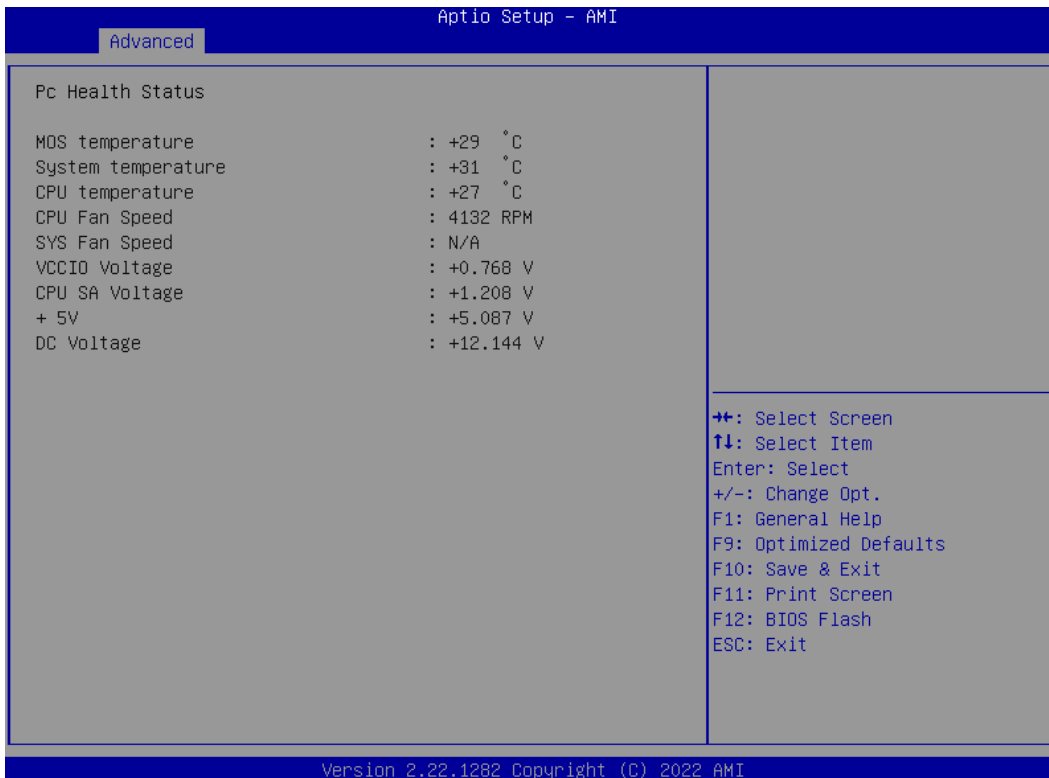 Aptio Setup - AMI
Advanced
Pc Health Status
MOS temperature : +29 °C
System temperature : +31 °C
CPU temperature : +27 °C
CPU Fan Speed : 4132 RPM
SYS Fan Speed : N/A
VCCIO Voltage : +0.768 V
CPU SA Voltage : +1.208 V
+ 5V : +5.087 V
DC Voltage : +12.144 V
→←: Select Screen
↑↓: Select Item
Enter: Select
+/-: Change Opt.
F1: General Help
F9: Optimized Defaults
F10: Save & Exit
F11: Print Screen
F12: BIOS Flash
ESC: Exit
Version 2.22.1282 Copyright (C) 2022 AMI